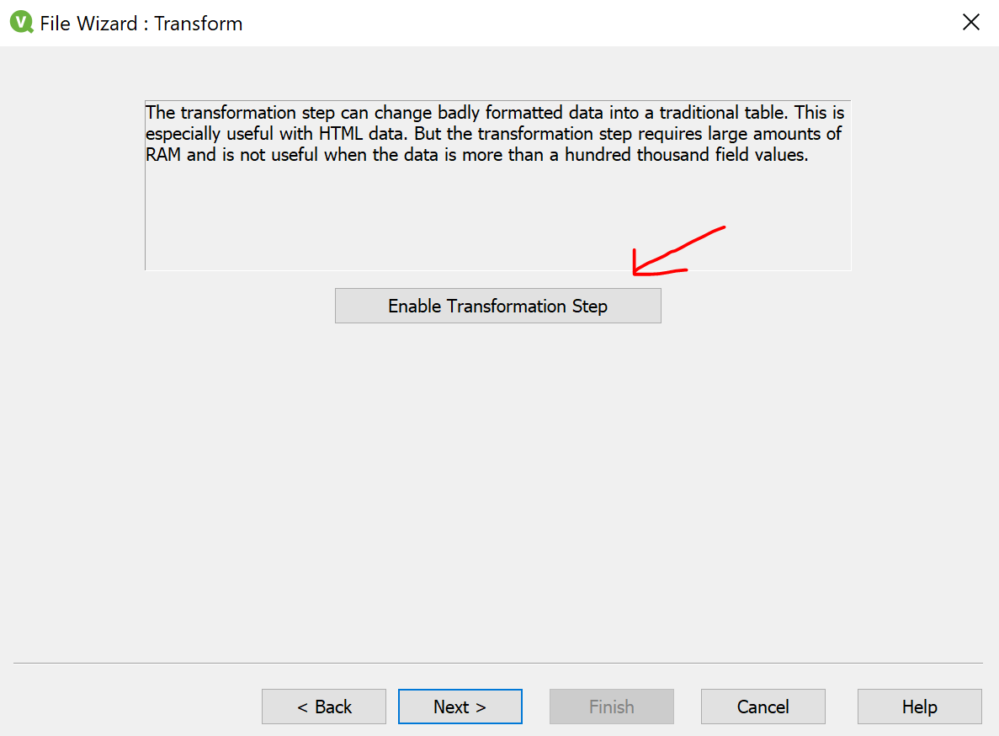 V
File Wizard : Transform
The transformation step can change badly formatted data into a traditional table. This is
especially useful with HTML data. But the transformation step requires large amounts of
RAM and is not useful when the data is more than a hundred thousand field values.
Enable Transformation Step
< Back
Next >
Finish
Cancel
Help